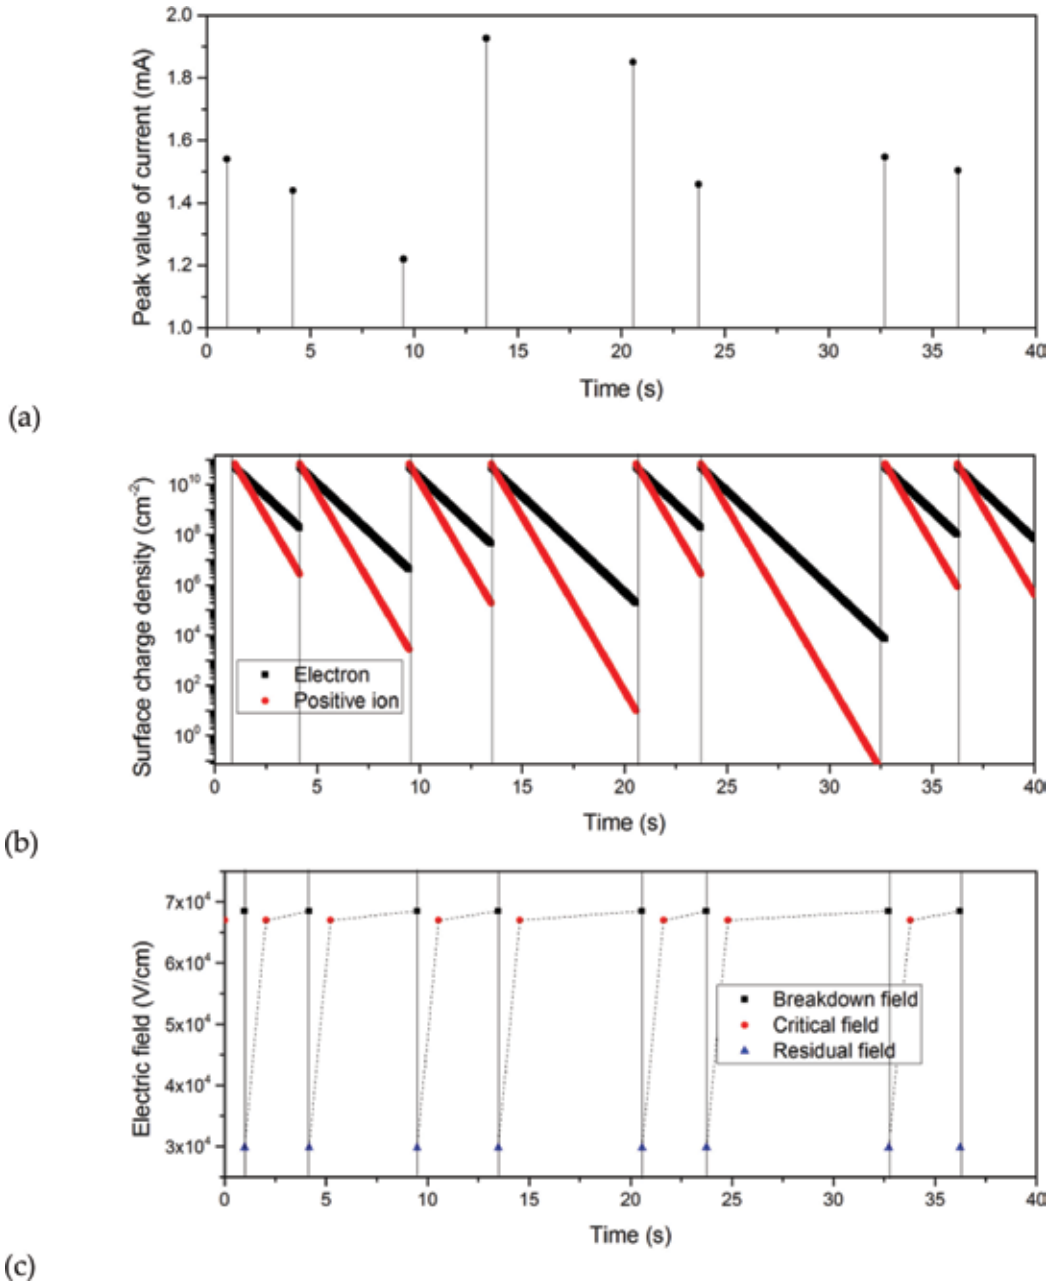 2.0
1.8
1.6
1.4
1.2
1.0
Peak value of current (mA)
0 5 10 15 20 25 30 35 40
Time (s)
(a)
10¹⁰
10⁸
10⁶
10⁴
10²
10⁰
Surface charge density (cm⁻²)
Electron
Positive ion
0 5 10 15 20 25 30 35 40
Time (s)
(b)
7x10⁴
6x10⁴
5x10⁴
4x10⁴
3x10⁴
Electric field (V/cm)
Breakdown field
Critical field
Residual field
0 5 10 15 20 25 30 35 40
Time (s)
(c)